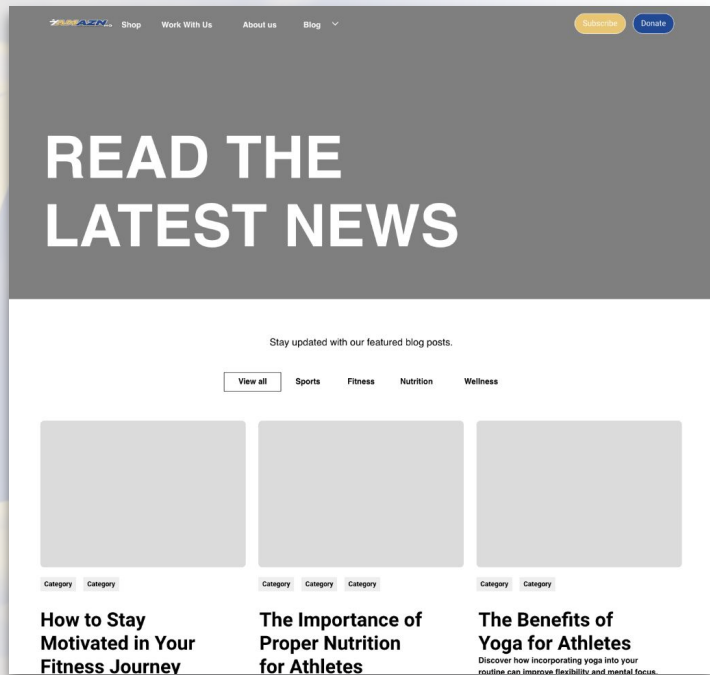 AZN
Shop Work With Us About us Blog
Subscribe Donate
READ THE
LATEST NEWS
Stay updated with our featured blog posts.
View all Sports Fitness Nutrition Wellness
Category Category
Category Category Category
Category Category
How to Stay
Motivated in Your
Fitness Journey
The Importance of
Proper Nutrition
for Athletes
The Benefits of
Yoga for Athletes
Discover how incorporating yoga into your
routine can improve flexibility and mental focus.